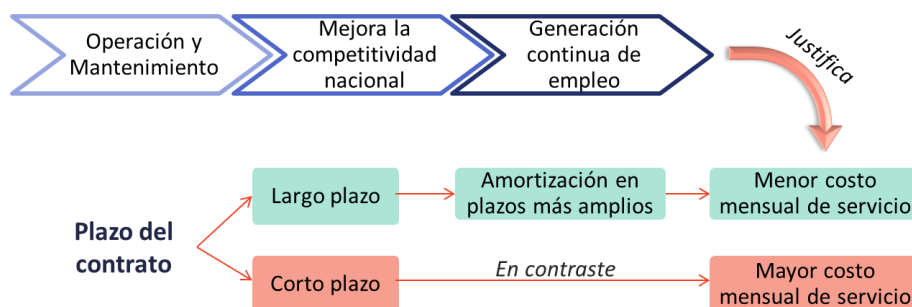 Operación y
Mantenimiento
Mejora la
competitividad
nacional
Generación
continua de
empleo
Justifica
Plazo del
contrato
Largo plazo
Amortización en
plazos más amplios
Menor costo
mensual de servicio
Corto plazo
En contraste
Mayor costo
mensual de servicio